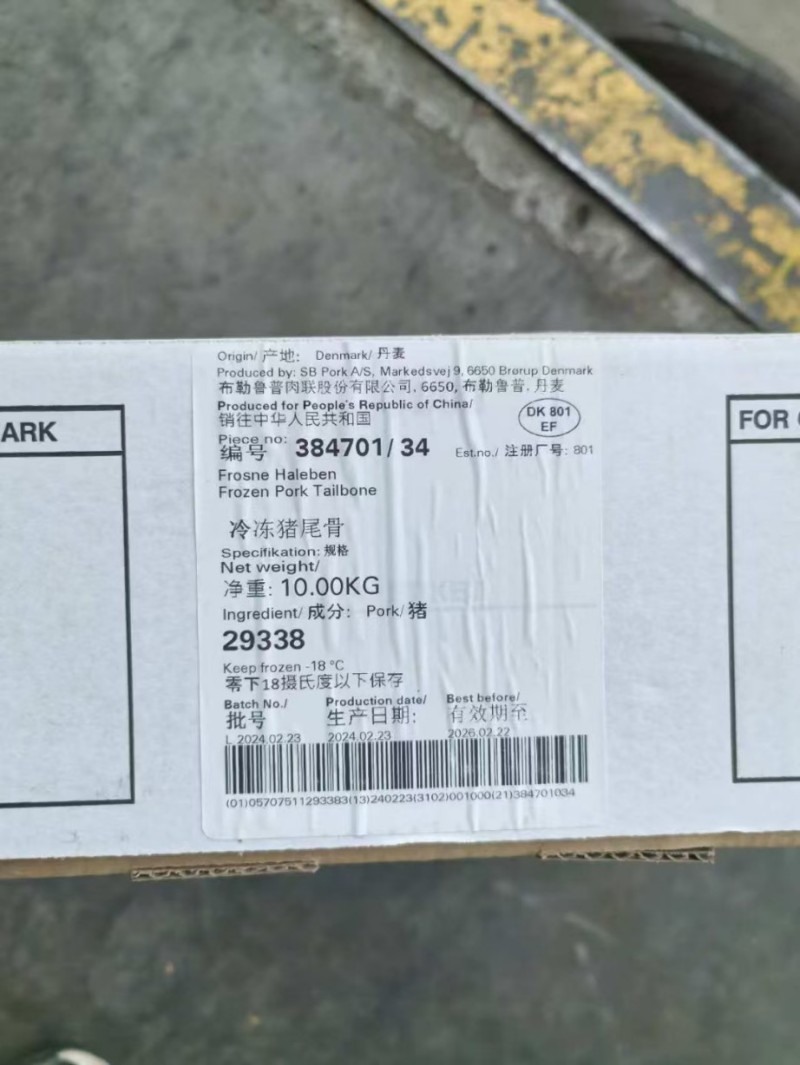 Origin/ 产地: Denmark/ 丹麦
Produced by: SB Pork A/S, Markedsvej 9, 6650 Brørup Denmark
布勒鲁普肉联股份有限公司, 6650, 布勒鲁普, 丹麦
Produced for People's Republic of China/
销往中华人民共和国
DK 801
EF
Piece no:
编号 384701/ 34
Est.no./ 注册厂号: 801
Frosne Haleben
Frozen Pork Tailbone
冷冻猪尾骨
Specifikation: 规格
Net weight/
净重: 10.00KG
Ingredient/ 成分: Pork/ 猪
29338
Keep frozen -18 °C
零下18摄氏度以下保存
Batch No./ Production date/ Best before/
批号 生产日期: 有效期至
L 2024.02.23 2024.02.23 2026.02.22
(01)05707511293383(13)240223(3102)001000(21)384701034
ARK
FOR